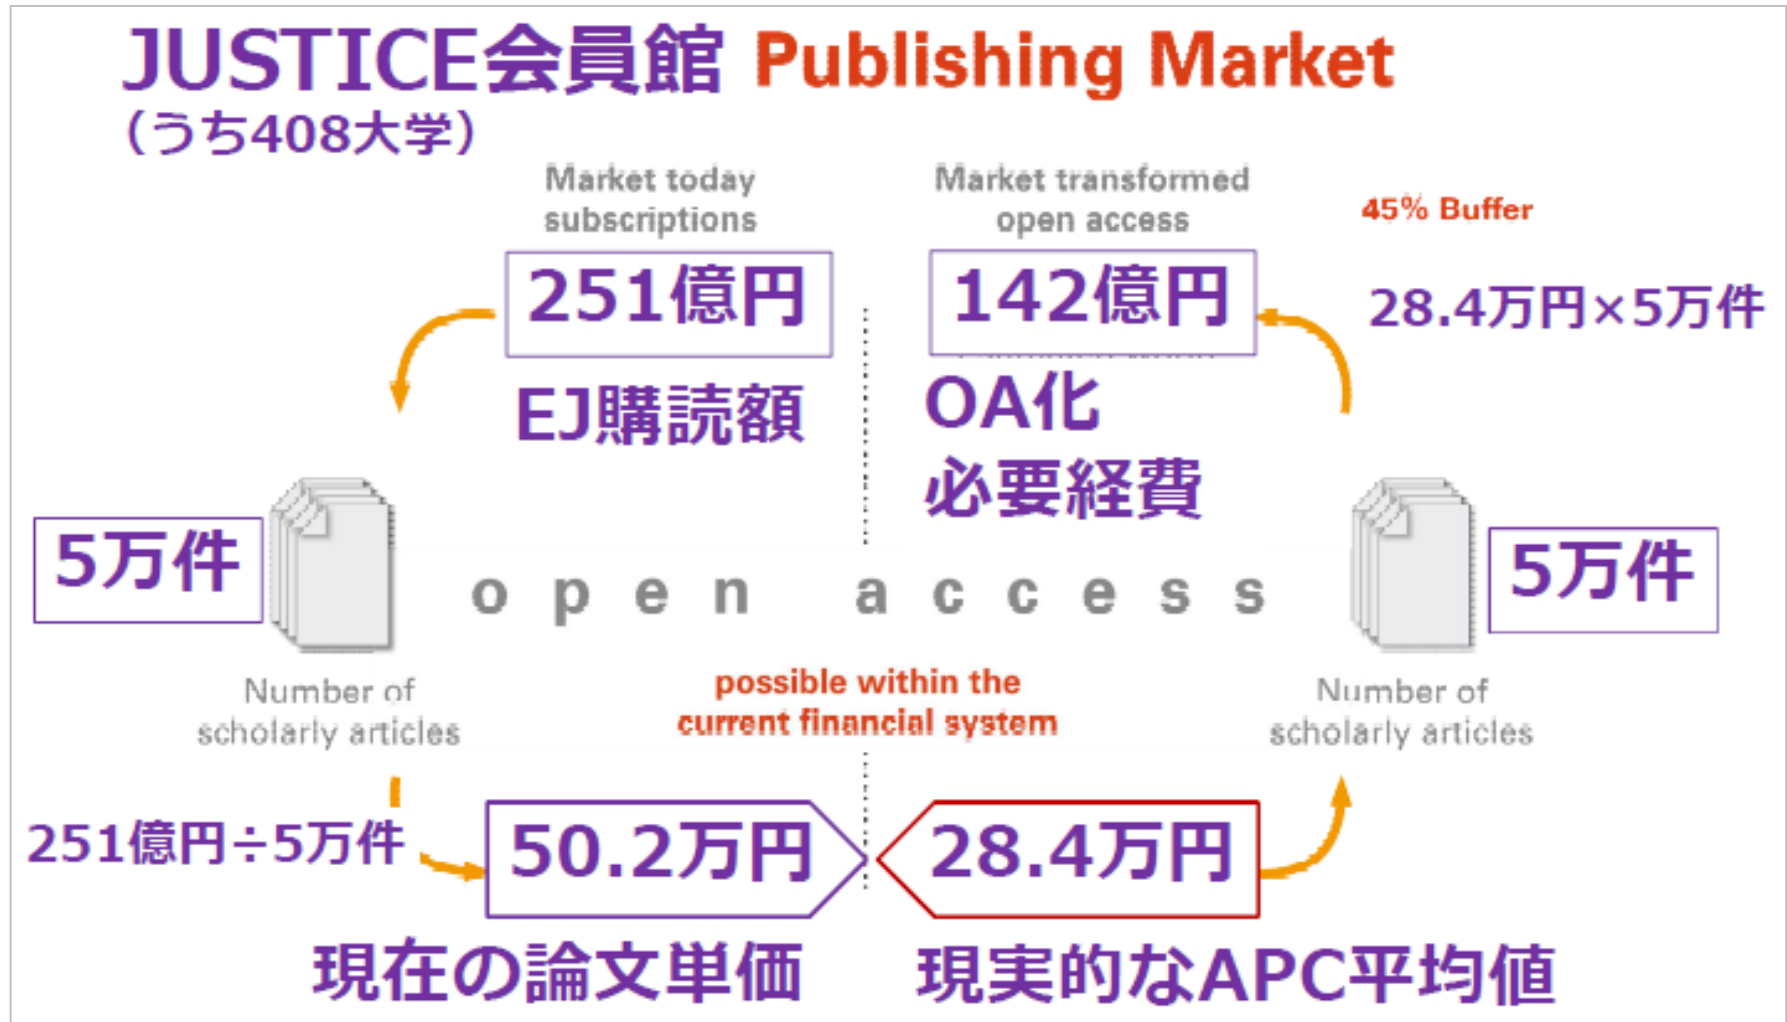 JUSTICE会員館 Publishing Market
（うち408大学）
Market today
subscriptions
Market transformed
open access
45% Buffer
251億円
142億円
28.4万円×5万件
EJ購読額
OA化
必要経費
5万件
open access
5万件
Number of
scholarly articles
possible within the
current financial system
Number of
scholarly articles
251億円÷5万件
50.2万円
28.4万円
現在の論文単価
現実的なAPC平均値